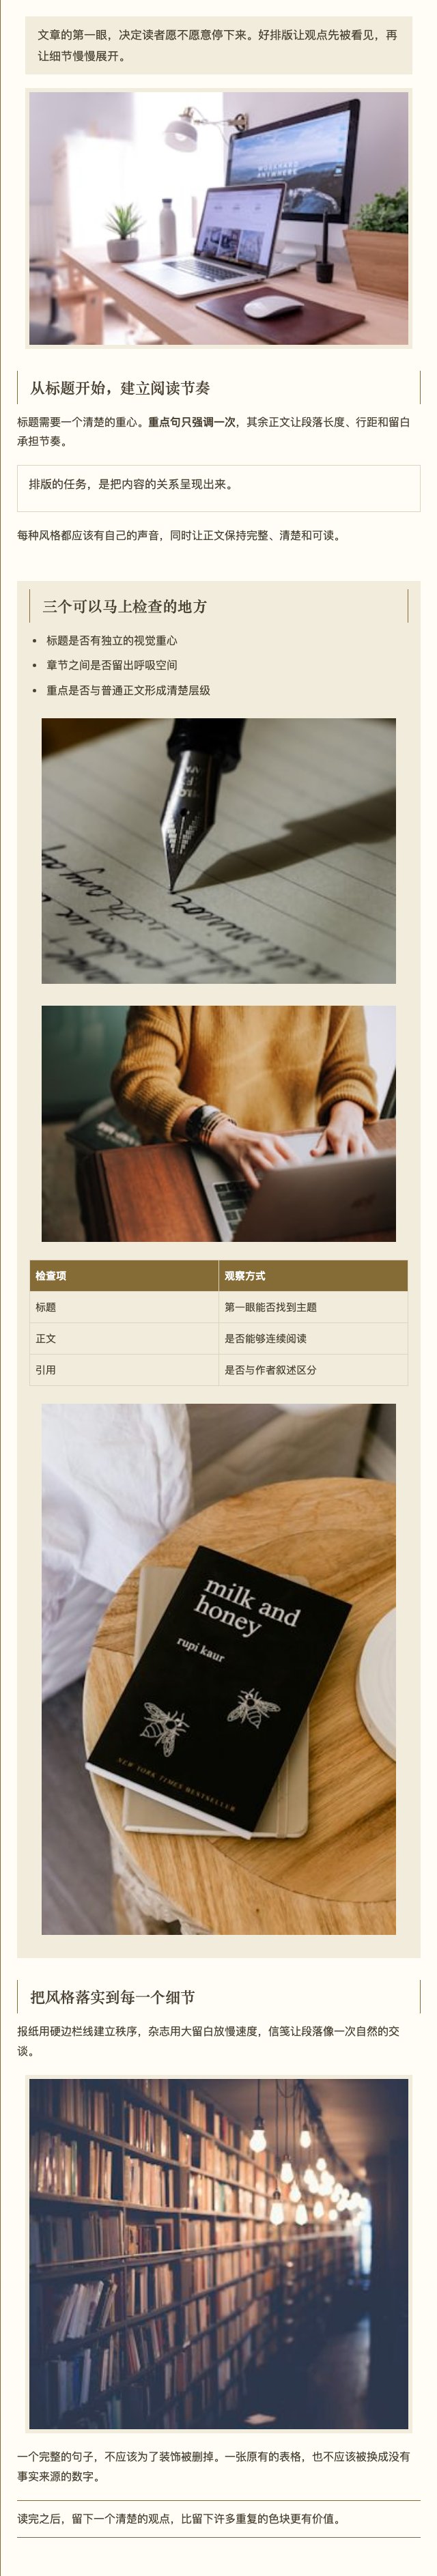 文章的第一眼，决定读者愿不愿意停下来。好排版让观点先被看见，再
让细节慢慢展开。
从标题开始，建立阅读节奏
标题需要一个清楚的重心。重点句只强调一次，其余正文让段落长度、行距和留白
承担节奏。
排版的任务，是把内容的关系呈现出来。
每种风格都应该有自己的声音，同时让正文保持完整、清楚和可读。
三个可以马上检查的地方
• 标题是否有独立的视觉重心
• 章节之间是否留出呼吸空间
• 重点是否与普通正文形成清楚层级
检查项 观察方式
标题 第一眼能否找到主题
正文 是否能够连续阅读
引用 是否与作者叙述区分
milk and
honey
rupi kaur
NEW YORK TIMES BESTSELLER
把风格落实到每一个细节
报纸用硬边栏线建立秩序，杂志用大留白放慢速度，信笺让段落像一次自然的交
谈。
一个完整的句子，不应该为了装饰被删掉。一张原有的表格，也不应该被换成没有
事实来源的数字。
读完之后，留下一个清楚的观点，比留下许多重复的色块更有价值。